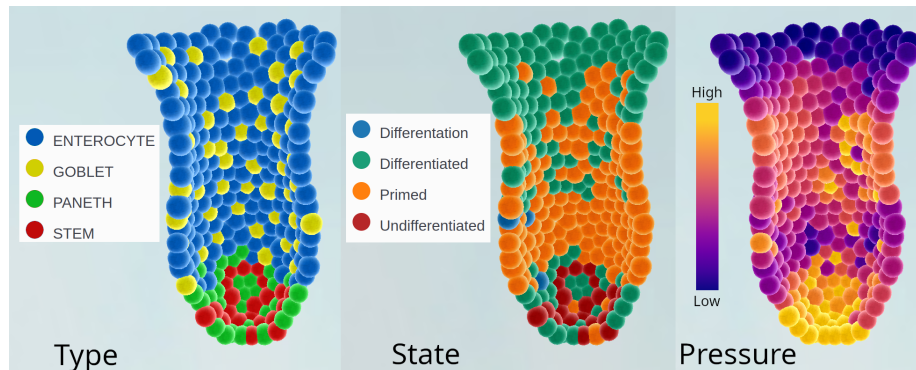 ENTEROCYTE
GOBLET
PANETH
STEM
Type
Differentation
Differentiated
Primed
Undifferentiated
State
High
Low
Pressure